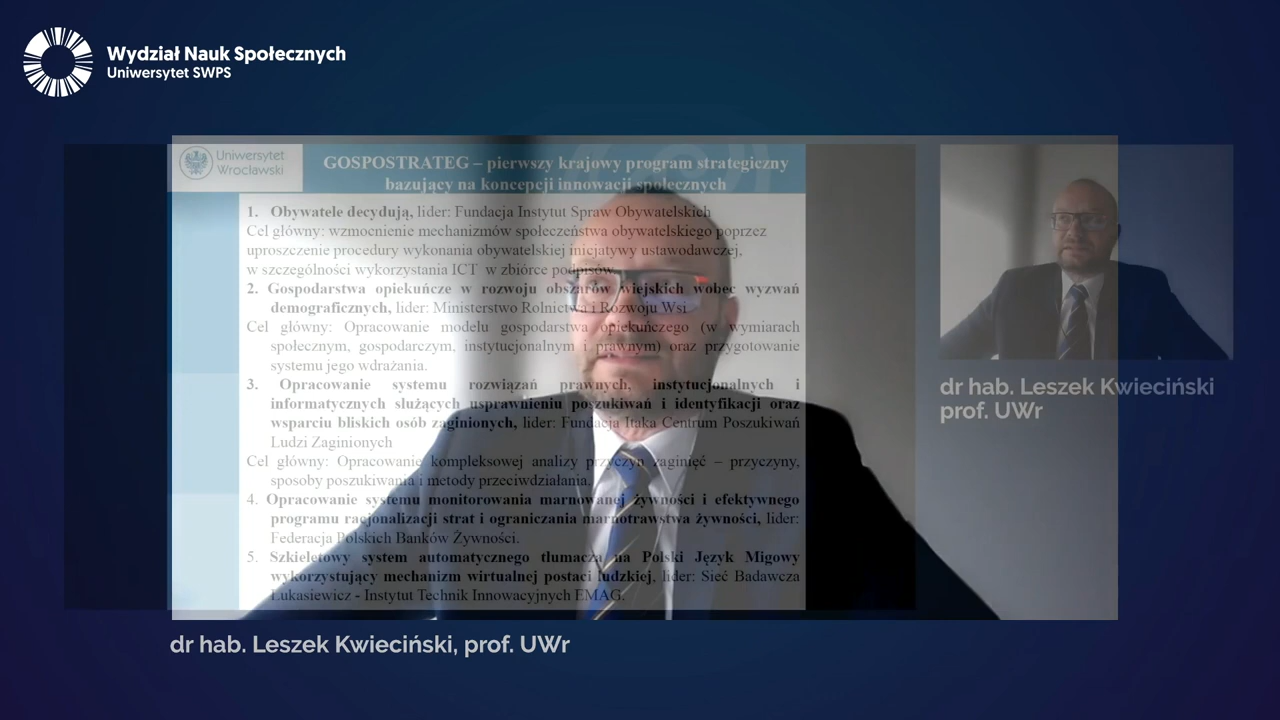 Wydział Nauk Społecznych
Uniwersytet SWPS
Uniwersytet
Wrocławski
GOSPOSTRATEG – pierwszy krajowy program strategiczny
bazujący na koncepcji innowacji społecznych
1. Obywatele decydują, lider: Fundacja Instytut Spraw Obywatelskich
Cel główny: wzmocnienie mechanizmów społeczeństwa obywatelskiego poprzez
uproszczenie procedury wykonania obywatelskiej inicjatywy ustawodawczej,
w szczególności wykorzystania ICT w zbiórce podpisów.
2. Gospodarstwa opiekuńcze w rozwoju obszarów wiejskich wobec wyzwań
demograficznych, lider: Ministerstwo Rolnictwa i Rozwoju Wsi
Cel główny: Opracowanie modelu gospodarstwa opiekuńczego (w wymiarach
społecznym, gospodarczym, instytucjonalnym i prawnym) oraz przygotowanie
systemu jego wdrażania.
3. Opracowanie systemu rozwiązań prawnych, instytucjonalnych i
informatycznych służących usprawnieniu poszukiwań i identyfikacji oraz
wsparciu bliskich osób zaginionych, lider: Fundacja Itaka Centrum Poszukiwań
Ludzi Zaginionych
Cel główny: Opracowanie kompleksowej analizy przyczyn zaginięć – przyczyny,
sposoby poszukiwania i metody przeciwdziałania.
4. Opracowanie systemu monitorowania marnowanej żywności i efektywnego
programu racjonalizacji strat i ograniczania marnotrawstwa żywności, lider:
Federacja Polskich Banków Żywności.
5. Szkieletowy system automatycznego tłumacza na Polski Język Migowy
wykorzystujący mechanizm wirtualnej postaci ludzkiej, lider: Sieć Badawcza
Łukasiewicz - Instytut Technik Innowacyjnych EMAG.
dr hab. Leszek Kwieciński
prof. UWr
dr hab. Leszek Kwieciński, prof. UWr